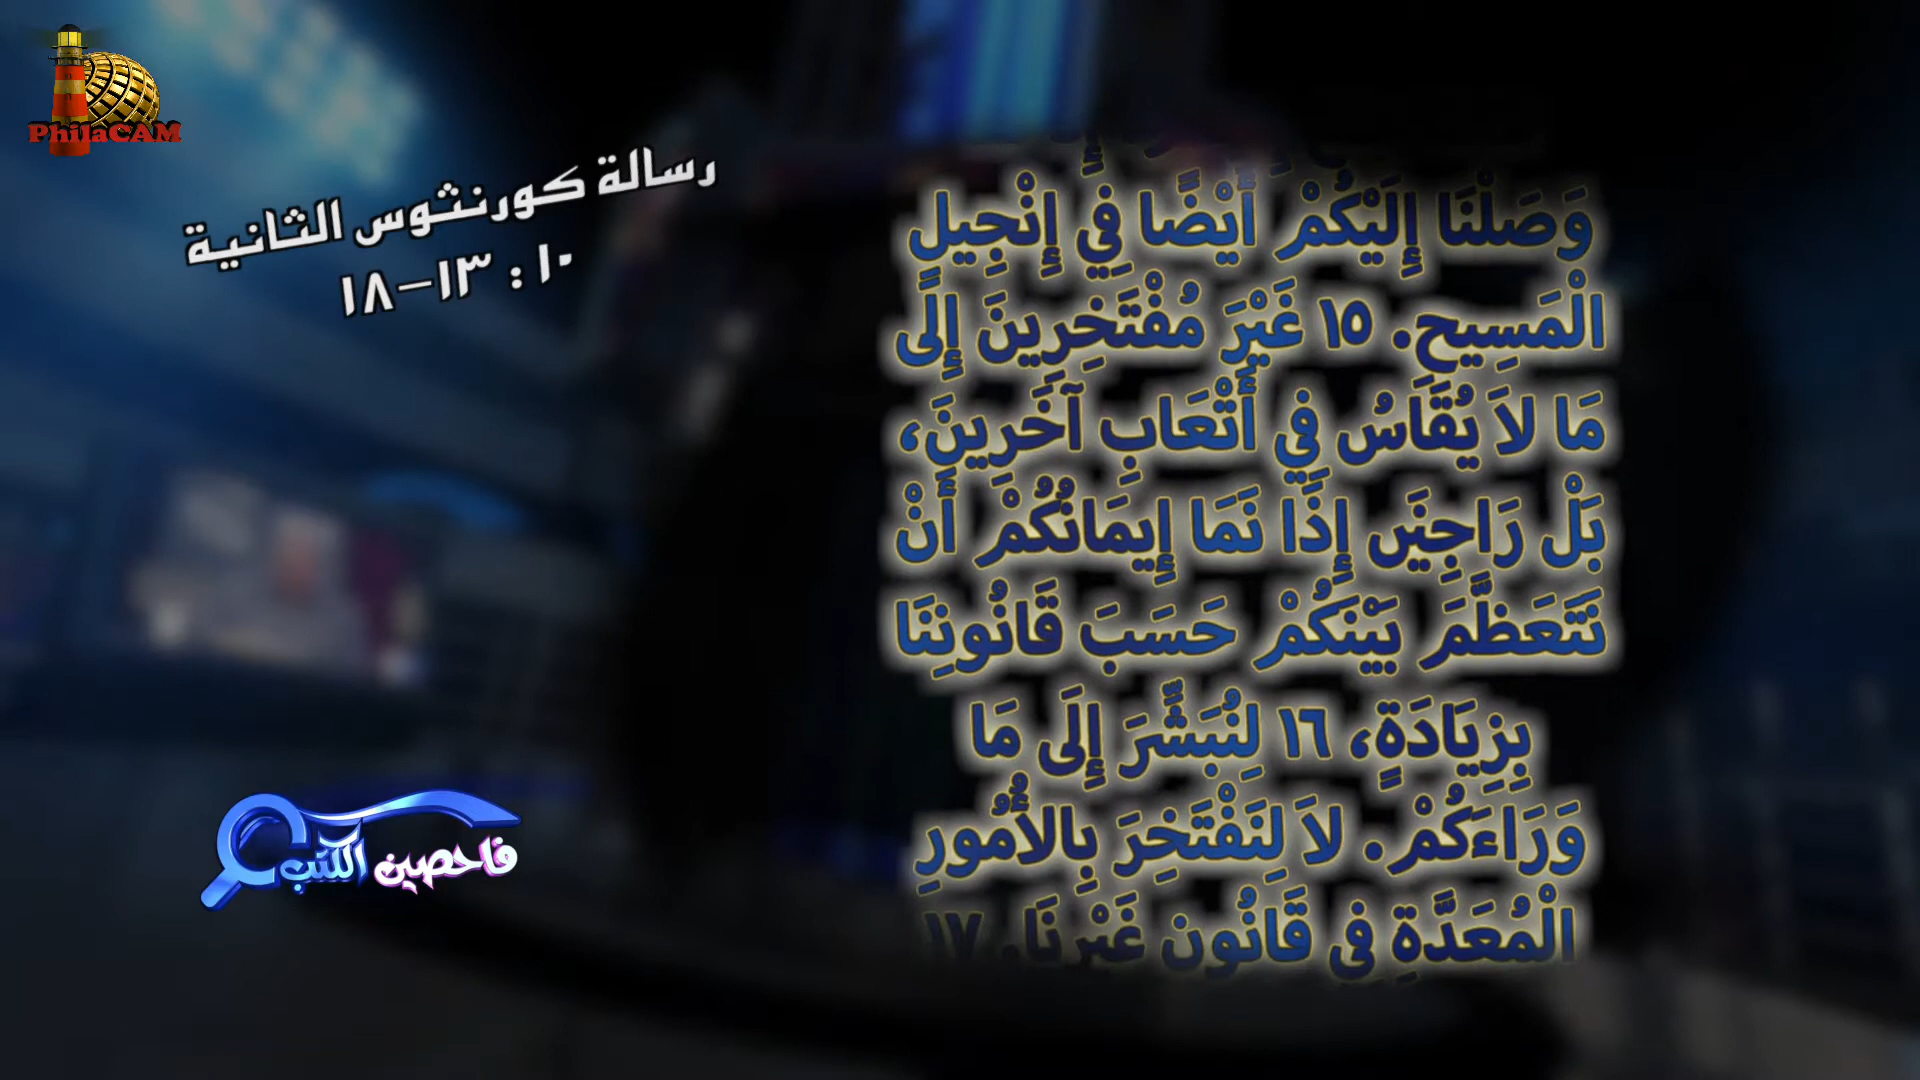 PhilaCAM
رسالة كورنثوس الثانية
١٠ : ١٣-١٨
وَصَلْنَا إِلَيْكُمْ أَيْضًا فِي إِنْجِيلِ
الْمَسِيحِ. ١٥ غَيْرَ مُفْتَخِرِينَ إِلَى
مَا لاَ يُقَاسُ فِي أَتْعَابِ آخَرِينَ،
بَلْ رَاجِينَ إِذَا نَمَا إِيمَانُكُمْ أَنْ
نَتَعَظَّمَ بَيْنَكُمْ حَسَبَ قَانُونِنَا
بِزِيَادَةٍ، ١٦ لِنُبَشِّرَ إِلَى مَا
وَرَاءَكُمْ. لاَ لِنَفْتَخِرَ بِالأُمُورِ
الْمُعَدَّةِ فِي قَانُونِ غَيْرِنَا. ١٧
فاحصين الكتب